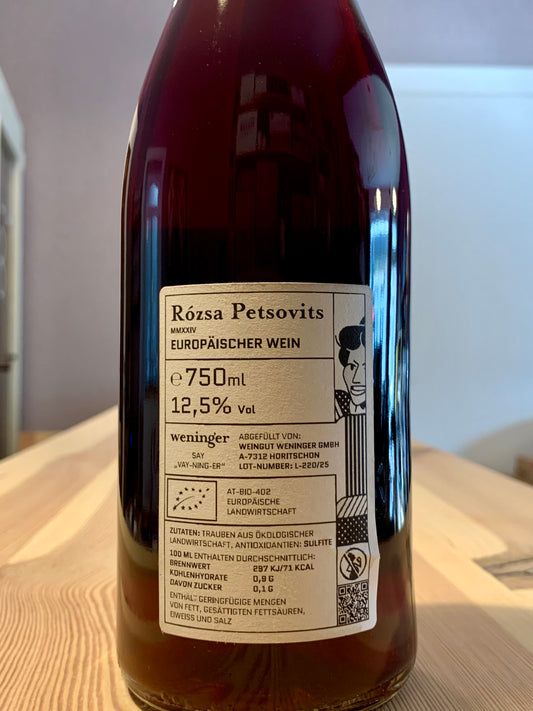 Rózsa Petsovits
MMXXIV
EUROPÄISCHER WEIN
℮750ml
12,5% Vol
weninger
SAY
„VAY-NING-ER“
ABGEFÜLLT VON:
WEINGUT WENINGER GMBH
A-7312 HORITSCHON
LOT-NUMBER: L-220/25
AT-BIO-402
EUROPÄISCHE
LANDWIRTSCHAFT
ZUTATEN: TRAUBEN AUS ÖKOLOGISCHER
LANDWIRTSCHAFT, ANTIOXIDANTIEN: SULFITE
100 ML ENTHALTEN DURCHSCHNITTLICH:
BRENNWERT 297 KJ/71 KCAL
KOHLENHYDRATE 0,9 G
DAVON ZUCKER 0,1 G
ENTHÄLT GERINGFÜGIGE MENGEN
VON FETT, GESÄTTIGTEN FETTSÄUREN,
EIWEISS UND SALZ